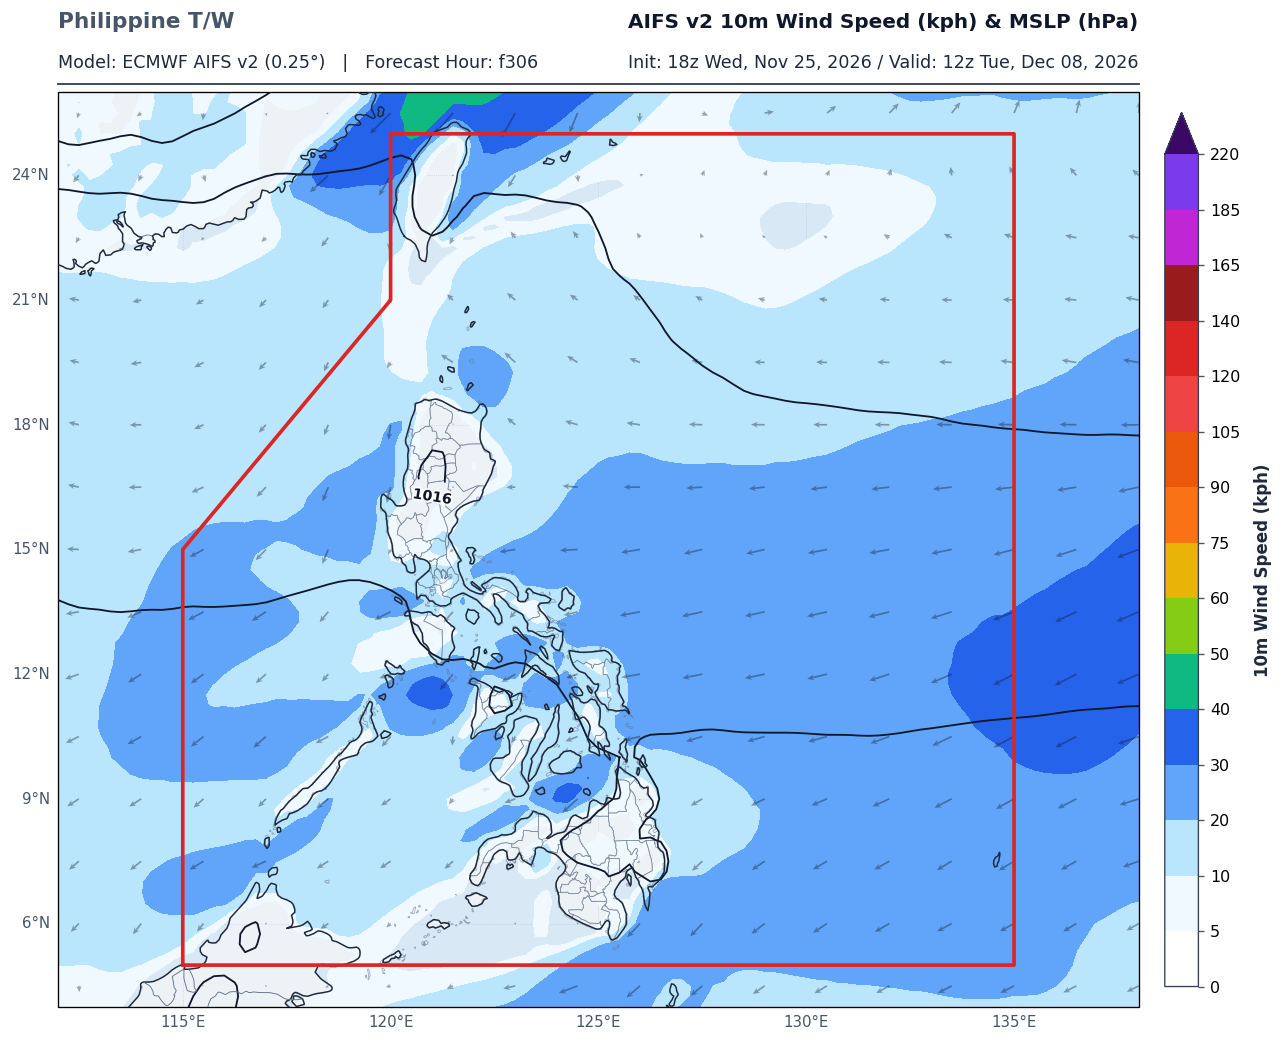 Philippine T/W
AIFS v2 10m Wind Speed (kph) & MSLP (hPa)
Model: ECMWF AIFS v2 (0.25°) | Forecast Hour: f306
Init: 18z Wed, Nov 25, 2026 / Valid: 12z Tue, Dec 08, 2026
24°N
21°N
18°N
15°N
12°N
9°N
6°N
1016
115°E
120°E
125°E
130°E
135°E
220
185
165
140
120
105
90
75
60
50
40
30
20
10
5
0
10m Wind Speed (kph)